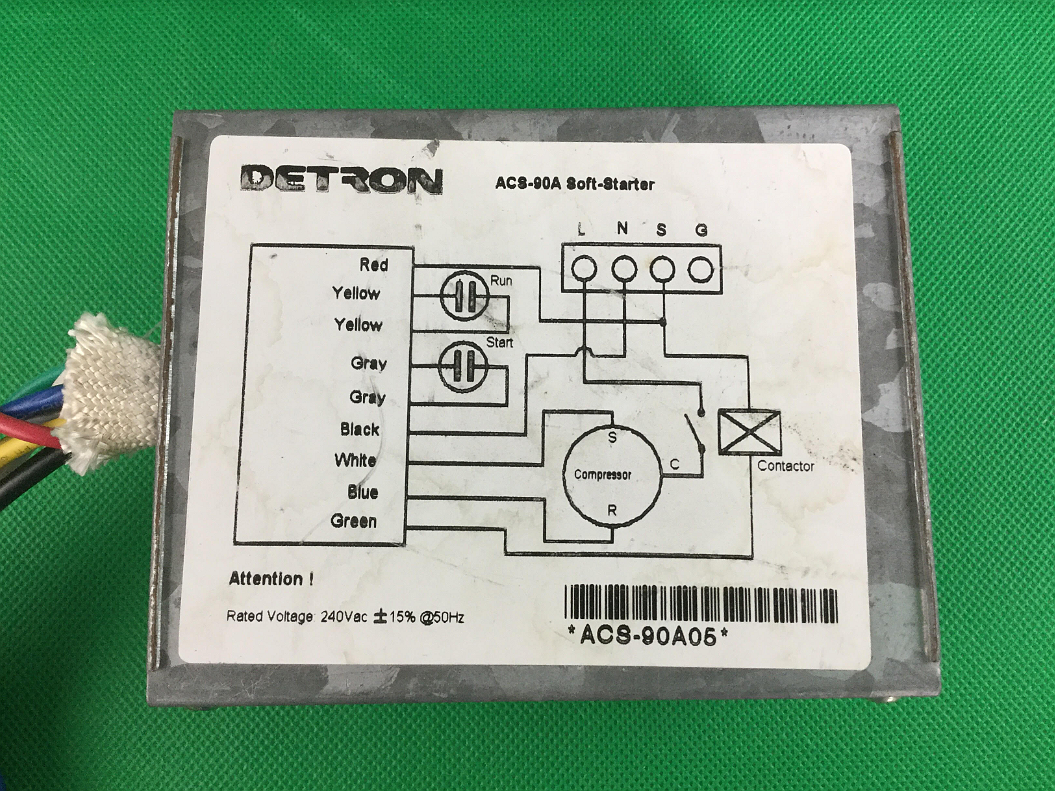 DETRON
ACS-90A Soft-Starter
L N S G
Red
Run
Yellow
Yellow
Start
Gray
Gray
Black
S
White
C
Compressor
Contactor
Blue
R
Green
Attention !
Rated Voltage: 240Vac ±15% @50Hz
*ACS-90A05*